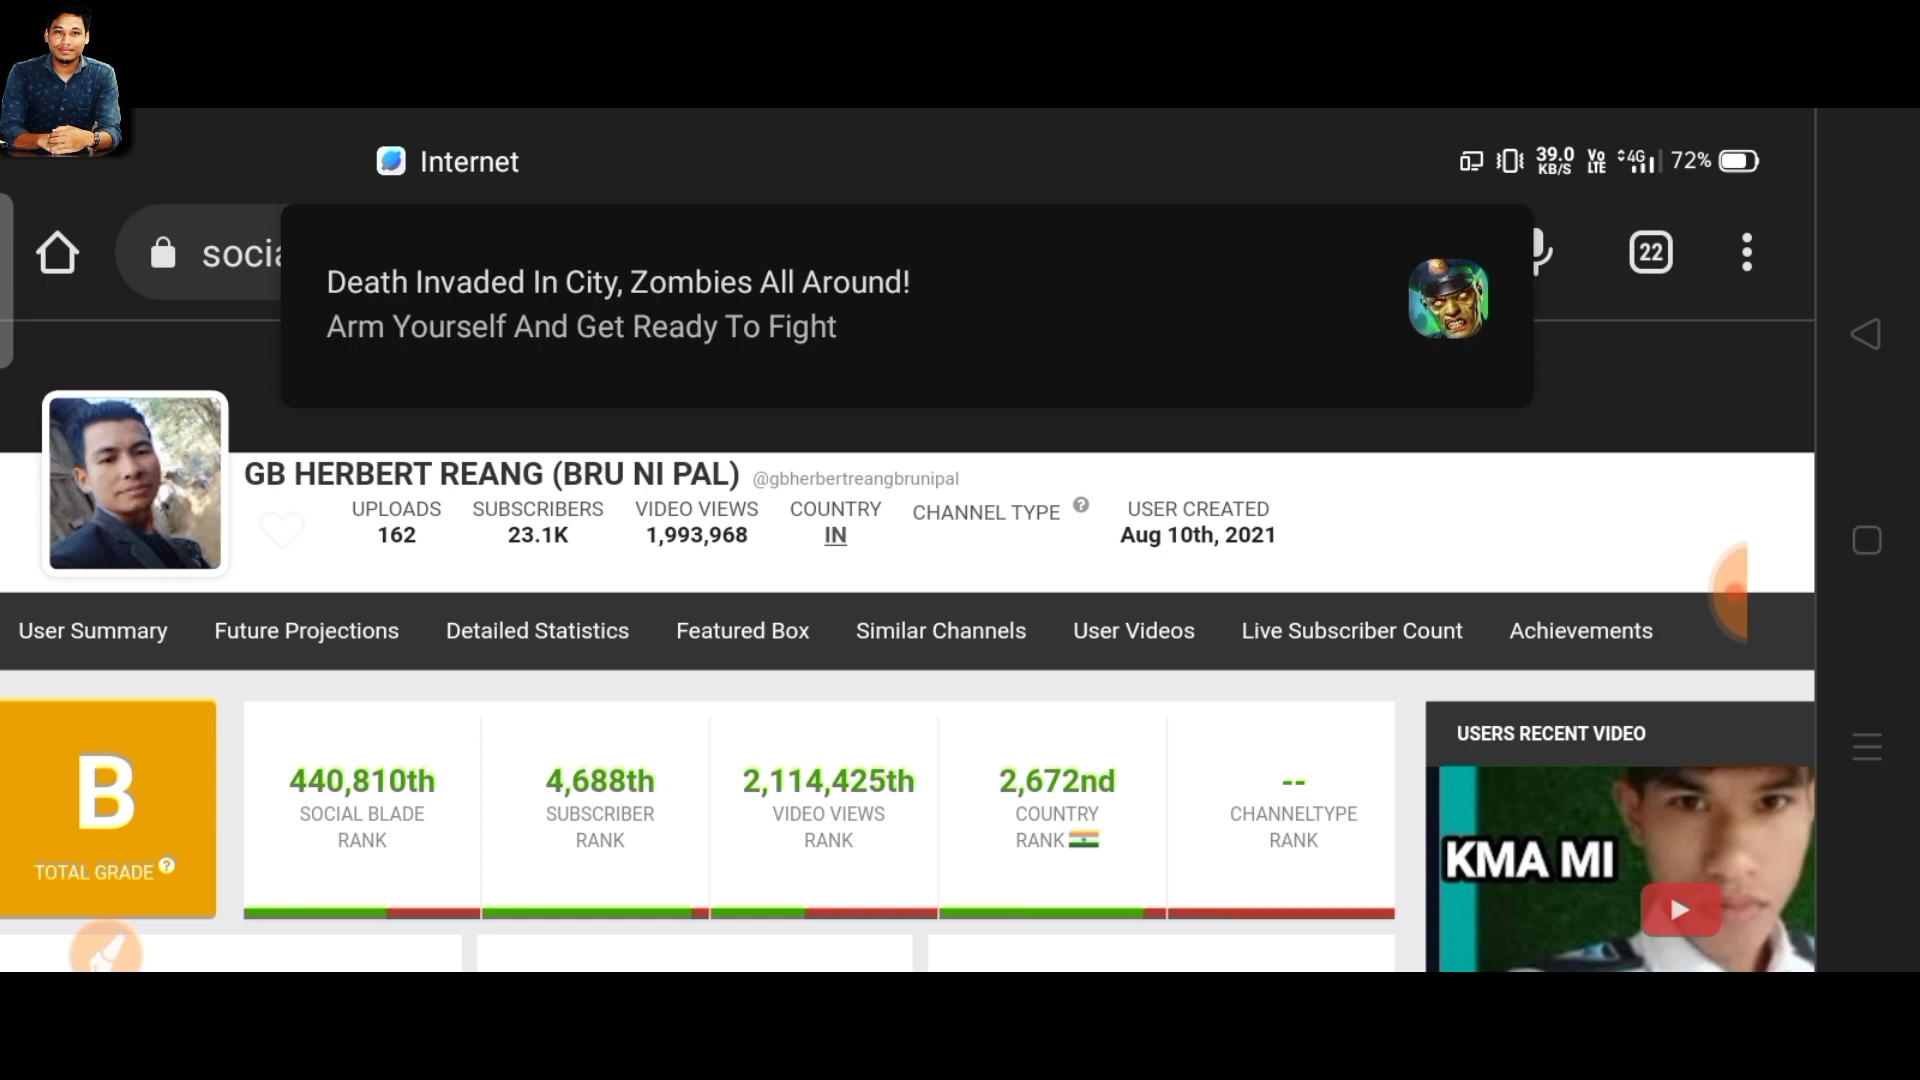 Internet
39.0
KB/S
Vo
LTE
4G
72%
22
Death Invaded In City, Zombies All Around!
Arm Yourself And Get Ready To Fight
GB HERBERT REANG (BRU NI PAL) @gbherbertreangbrunipal
UPLOADS
162
SUBSCRIBERS
23.1K
VIDEO VIEWS
1,993,968
COUNTRY
IN
CHANNEL TYPE ?
USER CREATED
Aug 10th, 2021
User Summary Future Projections Detailed Statistics Featured Box Similar Channels User Videos Live Subscriber Count Achievements
B
TOTAL GRADE ?
440,810th
SOCIAL BLADE
RANK
4,688th
SUBSCRIBER
RANK
2,114,425th
VIDEO VIEWS
RANK
2,672nd
COUNTRY
RANK
--
CHANNELTYPE
RANK
USERS RECENT VIDEO
KMA MI